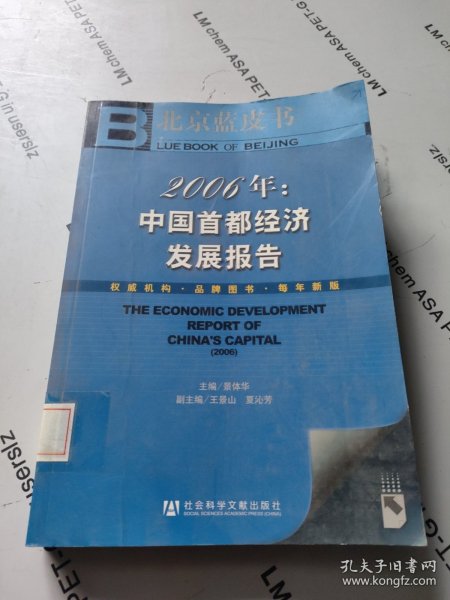 北京蓝皮书
BLUE BOOK OF BEIJING
2006年：
中国首都经济
发展报告
权威机构·品牌图书·每年新版
THE ECONOMIC DEVELOPMENT
REPORT OF
CHINA'S CAPITAL
(2006)
主编/景体华
副主编/王景山 夏沁芳
社会科学文献出版社
SOCIAL SCIENCES ACADEMIC PRESS (CHINA)
LM chem ASA PET-G
LM chem ASA PET
G in userslz
孔夫子旧书网
www.kongfz.com